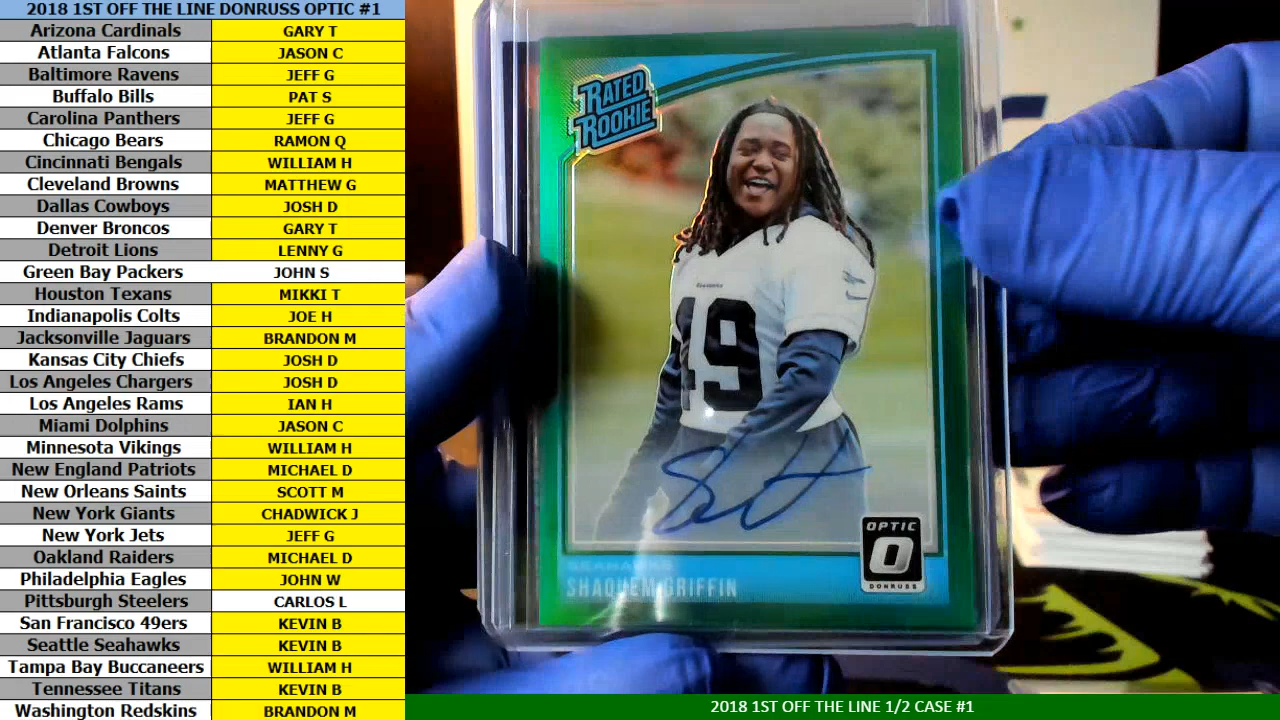 2018 1ST OFF THE LINE DONRUSS OPTIC #1
Arizona Cardinals GARY T
Atlanta Falcons JASON C
Baltimore Ravens JEFF G
Buffalo Bills PAT S
Carolina Panthers JEFF G
Chicago Bears RAMON Q
Cincinnati Bengals WILLIAM H
Cleveland Browns MATTHEW G
Dallas Cowboys JOSH D
Denver Broncos GARY T
Detroit Lions LENNY G
Green Bay Packers JOHN S
Houston Texans MIKKI T
Indianapolis Colts JOE H
Jacksonville Jaguars BRANDON M
Kansas City Chiefs JOSH D
Los Angeles Chargers JOSH D
Los Angeles Rams IAN H
Miami Dolphins JASON C
Minnesota Vikings WILLIAM H
New England Patriots MICHAEL D
New Orleans Saints SCOTT M
New York Giants CHADWICK J
New York Jets JEFF G
Oakland Raiders MICHAEL D
Philadelphia Eagles JOHN W
Pittsburgh Steelers CARLOS L
San Francisco 49ers KEVIN B
Seattle Seahawks KEVIN B
Tampa Bay Buccaneers WILLIAM H
Tennessee Titans KEVIN B
Washington Redskins BRANDON M
RATED
ROOKIE
49
OPTIC
O
DONRUSS
SEAHAWKS
SHAQUEM GRIFFIN
2018 1ST OFF THE LINE 1/2 CASE #1